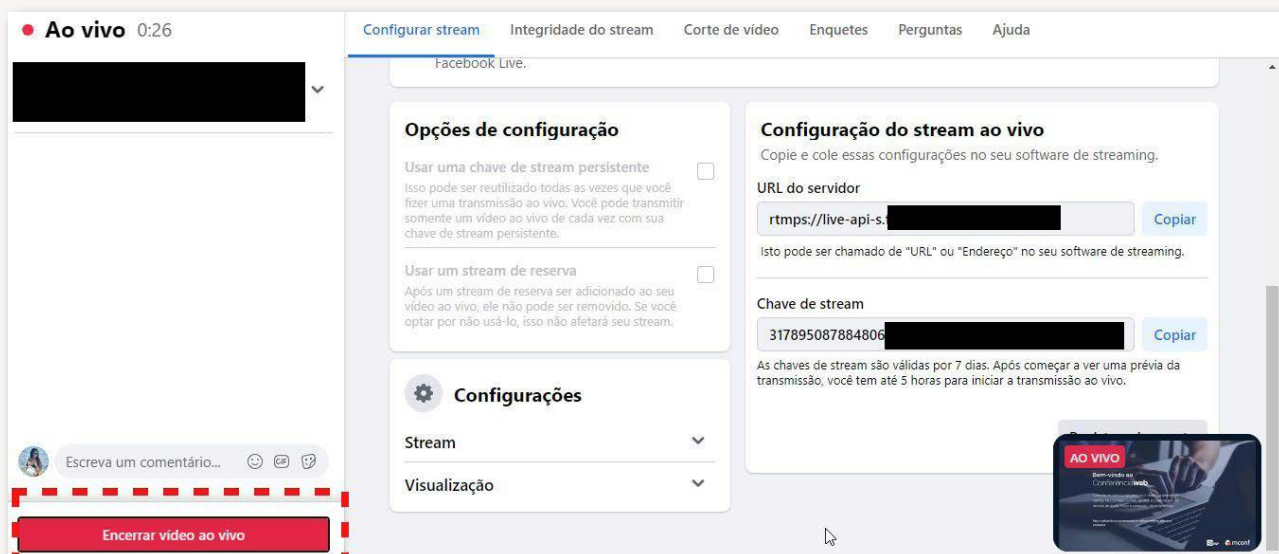 Ao vivo 0:26
Configurar stream Integridade do stream Corte de vídeo Enquetes Perguntas Ajuda
Facebook Live.
Opções de configuração
Usar uma chave de stream persistente
Isso pode ser reutilizado todas as vezes que você
fizer uma transmissão ao vivo. Você pode transmitir
somente um vídeo ao vivo de cada vez com sua
chave de stream persistente.
Usar um stream de reserva
Após um stream de reserva ser adicionado ao seu
vídeo ao vivo, ele não pode ser removido. Se você
optar por não usá-lo, isso não afetará seu stream.
Configurações
Stream
Visualização
Configuração do stream ao vivo
Copie e cole essas configurações no seu software de streaming.
URL do servidor
rtmps://live-api-s. Copiar
Isto pode ser chamado de "URL" ou "Endereço" no seu software de streaming.
Chave de stream
317895087884806 Copiar
As chaves de stream são válidas por 7 dias. Após começar a ver uma prévia da
transmissão, você tem até 5 horas para iniciar a transmissão ao vivo.
AO VIVO
Bem-vindo ao
Conferênciaweb
mconf
Escreva um comentário... GIF
Encerrar vídeo ao vivo